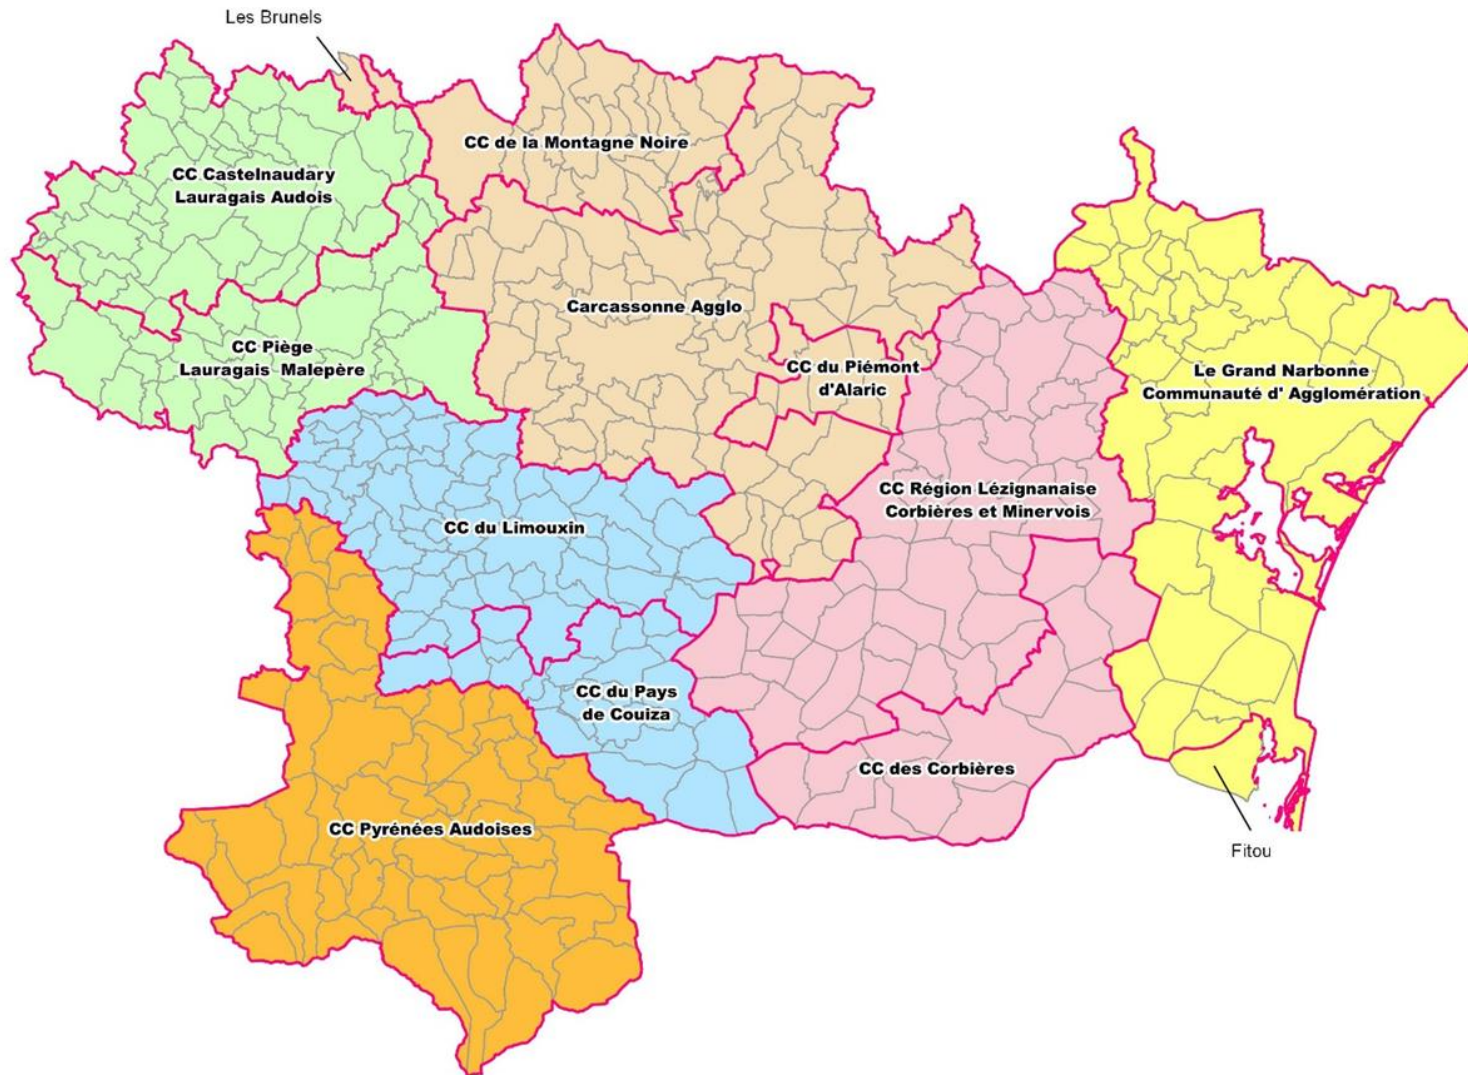 Les Brunels
CC de la Montagne Noire
CC Castelnaudary
Lauragais Audois
Carcassonne Agglo
CC Piège
Lauragais Malepère
CC du Piémont
d'Alaric
Le Grand Narbonne
Communauté d' Agglomération
CC Région Lézignanaise
Corbières et Minervois
CC du Limouxin
CC du Pays
de Couiza
CC des Corbières
CC Pyrénées Audoises
Fitou